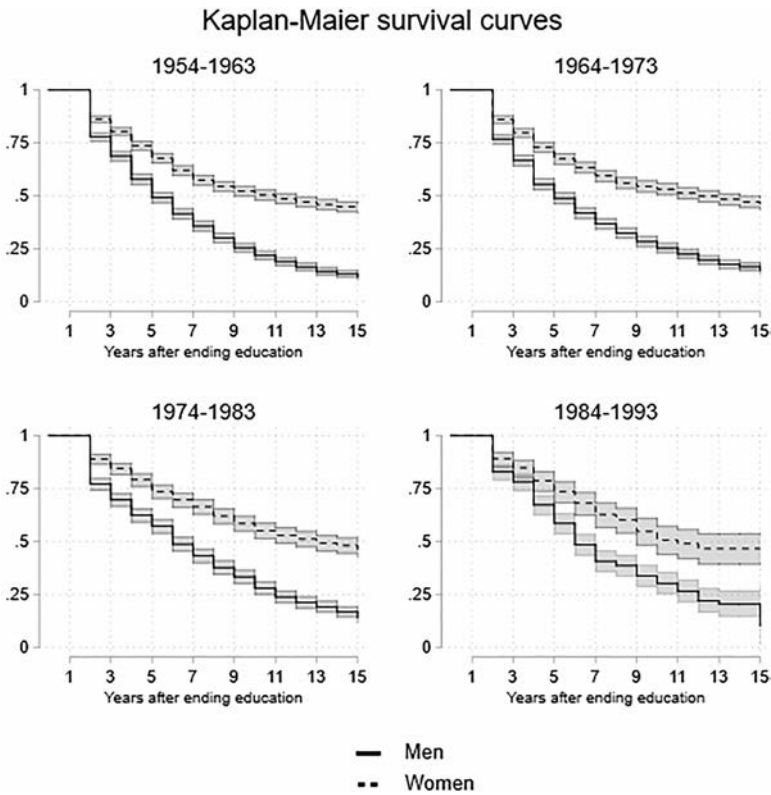 Kaplan-Maier survival curves
1954-1963
1
.75
.5
.25
0
1 3 5 7 9 11 13 15
Years after ending education
1964-1973
1
.75
.5
.25
0
1 3 5 7 9 11 13 15
Years after ending education
1974-1983
1
.75
.5
.25
0
1 3 5 7 9 11 13 15
Years after ending education
1984-1993
1
.75
.5
.25
0
1 3 5 7 9 11 13 15
Years after ending education
Men
Women